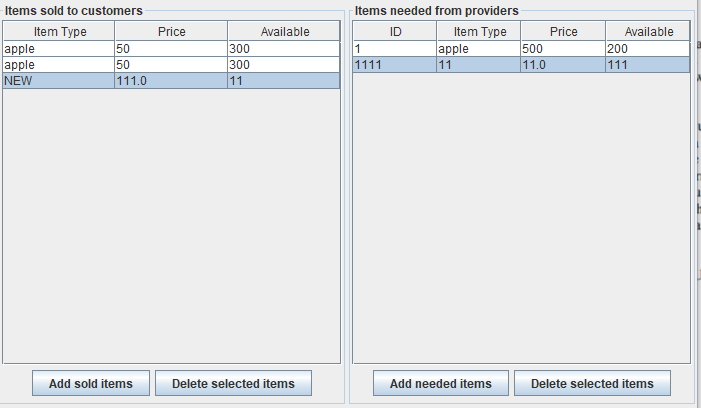 Items sold to customers
Item Type Price Available
apple 50 300
apple 50 300
NEW 111.0 11
Add sold items Delete selected items
Items needed from providers
ID Item Type Price Available
1 apple 500 200
1111 11 11.0 111
Add needed items Delete selected items